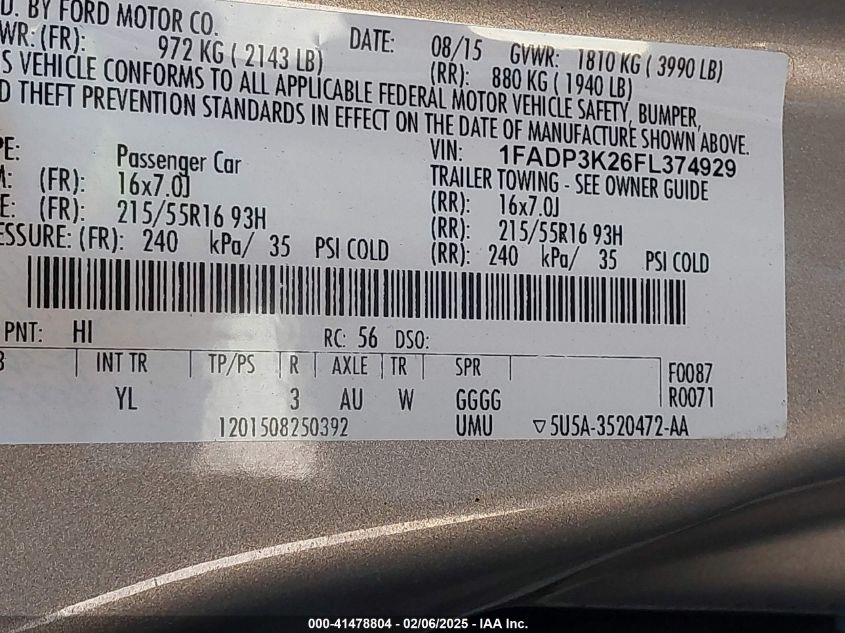 BY FORD MOTOR CO.
(FR): 972 KG ( 2143 LB) DATE: 08/15 GVWR: 1810 KG ( 3990 LB)
(RR): 880 KG ( 1940 LB)
S VEHICLE CONFORMS TO ALL APPLICABLE FEDERAL MOTOR VEHICLE SAFETY, BUMPER,
D THEFT PREVENTION STANDARDS IN EFFECT ON THE DATE OF MANUFACTURE SHOWN ABOVE.
PE: Passenger Car VIN: 1FADP3K26FL374929
TRAILER TOWING - SEE OWNER GUIDE
M: (FR): 16x7.0J (RR): 16x7.0J
E: (FR): 215/55R16 93H (RR): 215/55R16 93H
ESSURE: (FR): 240 kPa/ 35 PSI COLD (RR): 240 kPa/ 35 PSI COLD
PNT: HI RC: 56 DSO:
INT TR TP/PS R AXLE TR SPR F0087
YL 3 AU W GGGG R0071
1201508250392 UMU ▽5U5A-3520472-AA
000-41478804 - 02/06/2025 - IAA Inc.